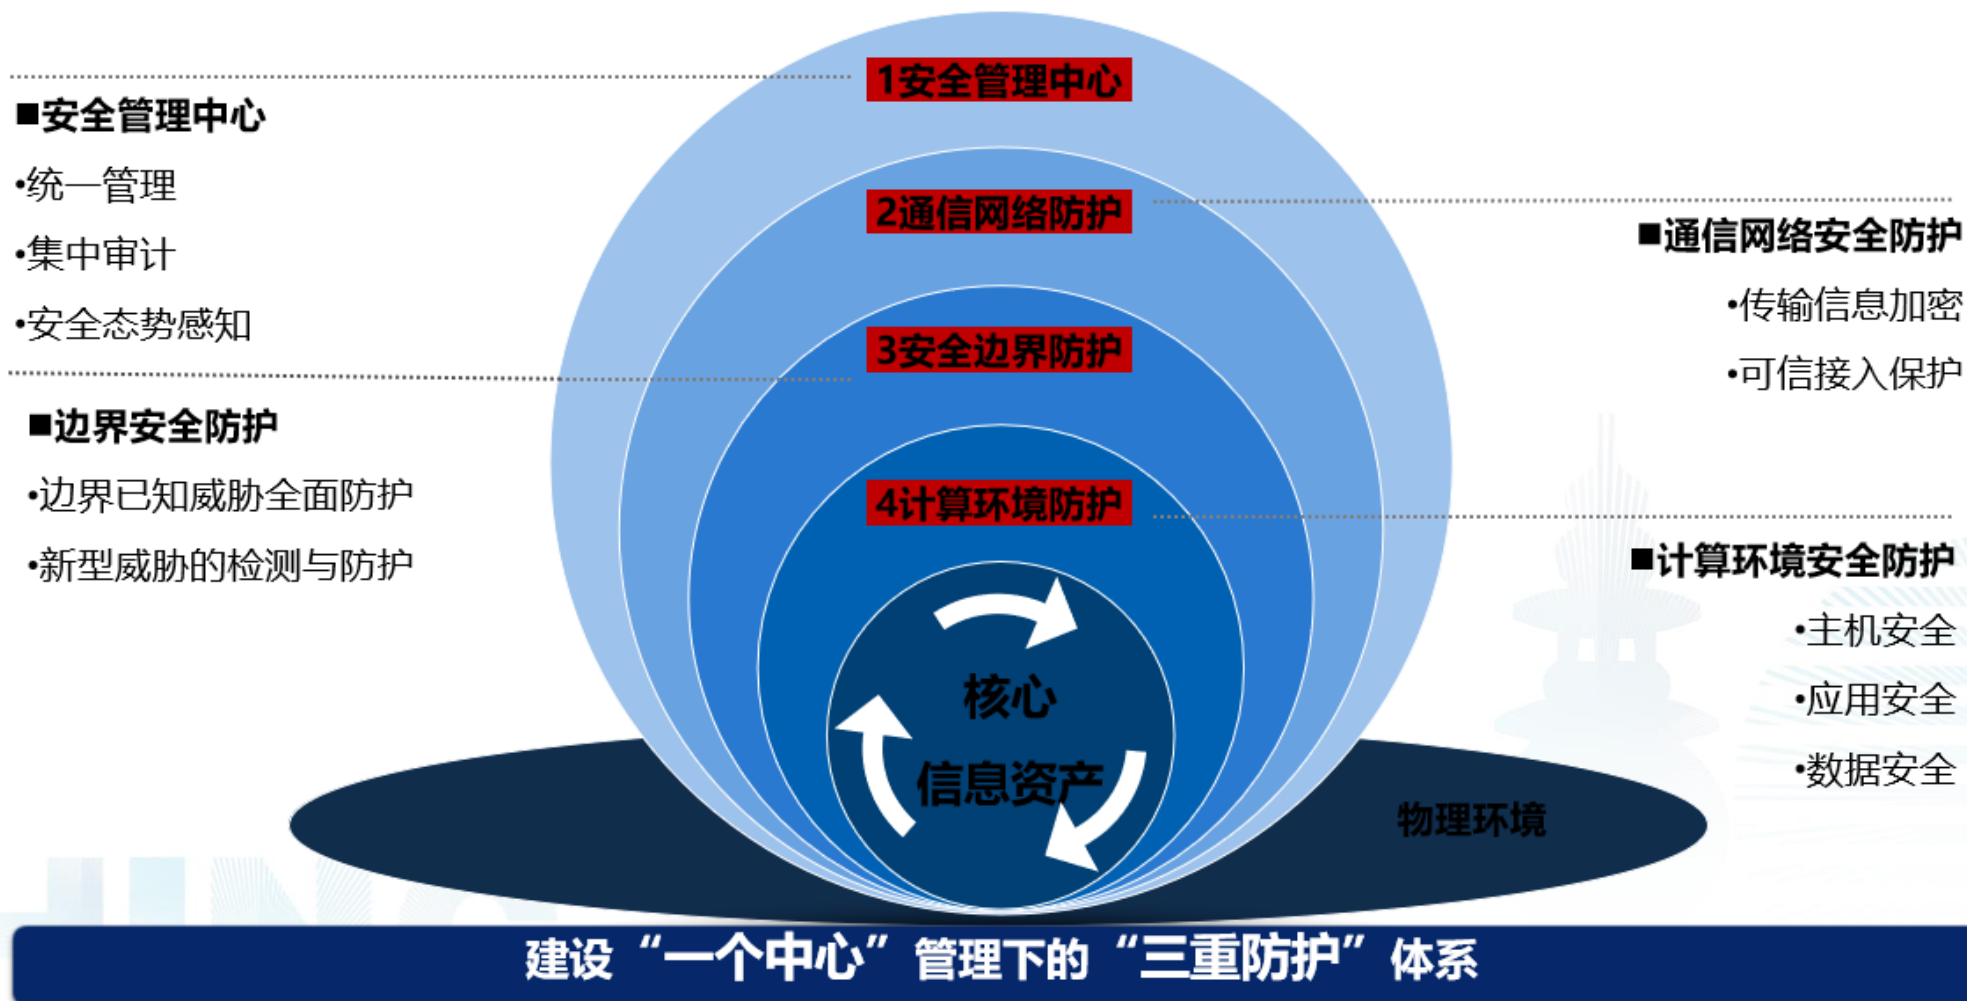 1安全管理中心
■安全管理中心
•统一管理
•集中审计
•安全态势感知
2通信网络防护
■通信网络安全防护
•传输信息加密
•可信接入保护
3安全边界防护
■边界安全防护
•边界已知威胁全面防护
•新型威胁的检测与防护
4计算环境防护
■计算环境安全防护
•主机安全
•应用安全
•数据安全
核心
信息资产
物理环境
建设“一个中心”管理下的“三重防护”体系